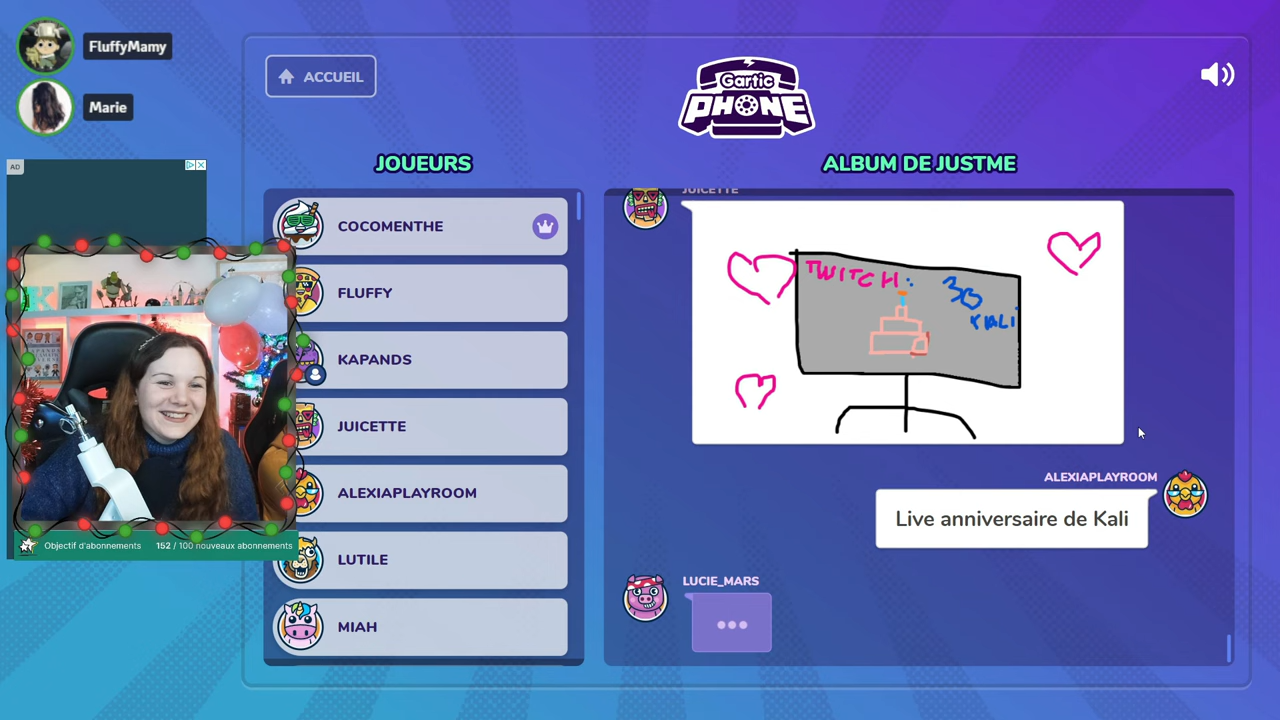 FluffyMamy
Marie
ACCUEIL
Gartic
PHONE
AD
JOUEURS
COCOMENTHE
FLUFFY
KAPANDS
JUICETTE
ALEXIAPLAYROOM
LUTILE
MIAH
Objectif d'abonnements 152 / 100 nouveaux abonnements
ALBUM DE JUSTME
JUICETTE
TWITCH: 30
KALI
ALEXIAPLAYROOM
Live anniversaire de Kali
LUCIE_MARS